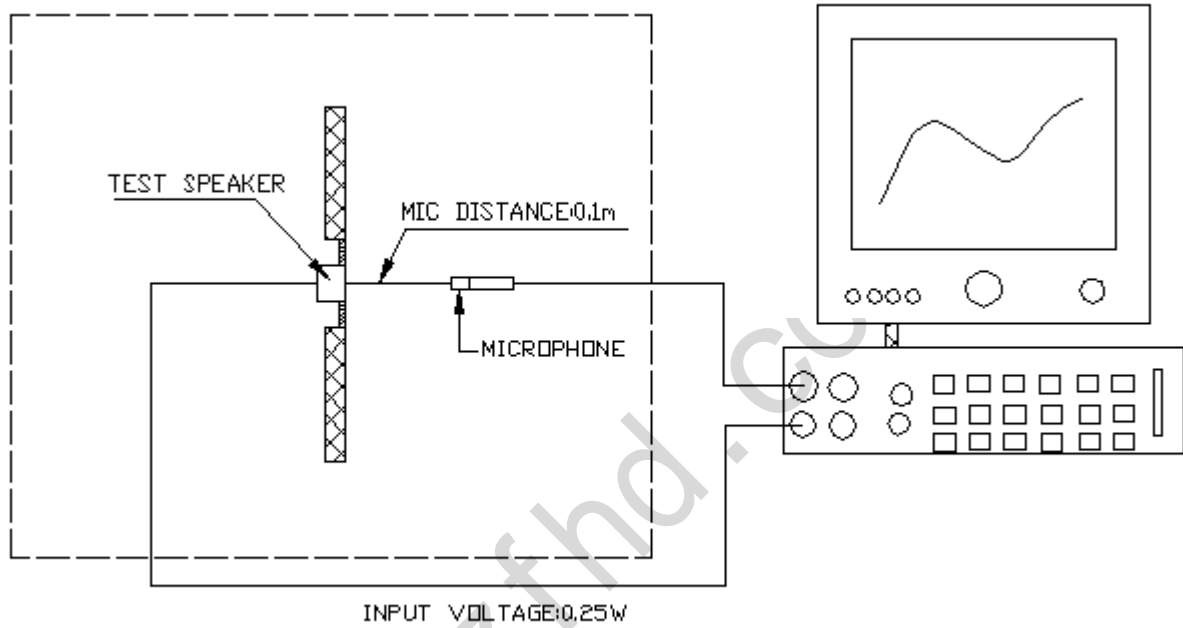 TEST SPEAKER
MIC DISTANCE:0.1m
MICROPHONE
INPUT VOLTAGE:0.25W